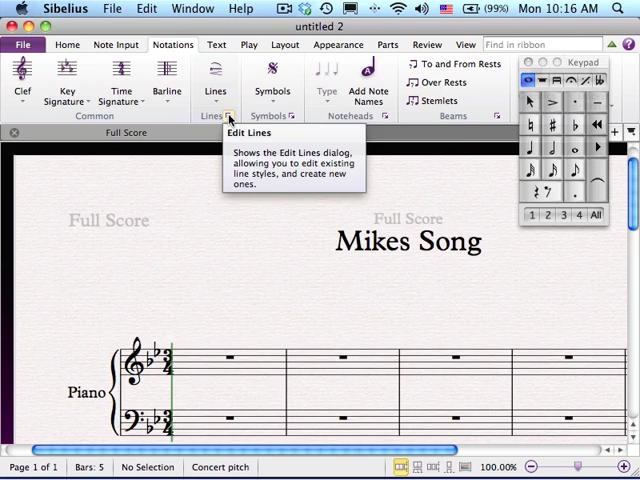 Sibelius File Edit Window Help (99%) Mon 10:16 AM
untitled 2
File Home Note Input Notations Text Play Layout Appearance Parts Review View Find in ribbon
Clef Key Signature Time Signature Barline
Common
Lines
Lines
Symbols
Symbols
Type Add Note Names
Noteheads
To and From Rests
Over Rests
Stemlets
Beams
Keypad
1 2 3 4 All
Full Score
Edit Lines
Shows the Edit Lines dialog,
allowing you to edit existing
line styles, and create new
ones.
Full Score
Full Score
Mikes Song
Piano
3
4
3
4
Page 1 of 1 Bars: 5 No Selection Concert pitch 100.00%